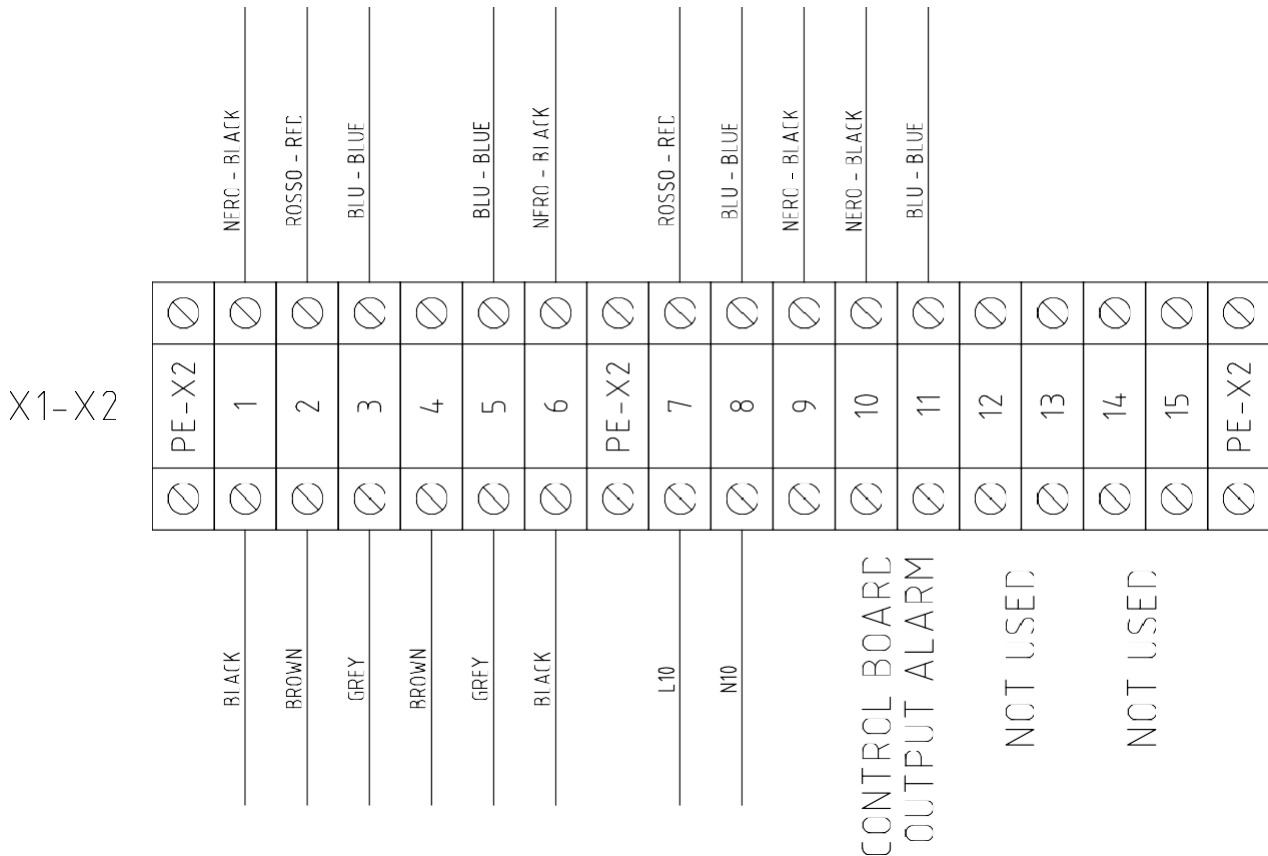 NERO - BLACK
ROSSO - RED
BLU - BLUE
BLU - BLUE
NERO - BLACK
ROSSO - RED
BLU - BLUE
NERO - BLACK
NERO - BLACK
BLU - BLUE
X1-X2
PE-X2
1
2
3
4
5
6
PE-X2
7
8
9
10
11
12
13
14
15
PE-X2
BLACK
BROWN
GREY
BROWN
GREY
BLACK
L10
N10
CONTROL BOARD
OUTPUT ALARM
NOT USED
NOT USED